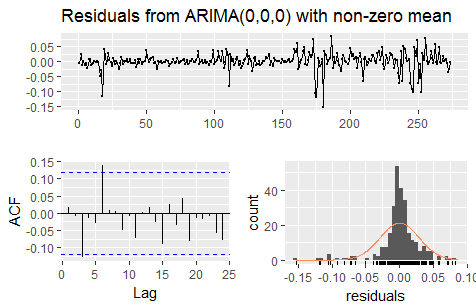 Residuals from ARIMA(0,0,0) with non-zero mean
0.05
0.00
-0.05
-0.10
-0.15
0 50 100 150 200 250
0.15
0.10
0.05
0.00
-0.05
-0.10
ACF
0 5 10 15 20 25
Lag
40
20
0
count
-0.15 -0.10 -0.05 0.00 0.05 0.10
residuals